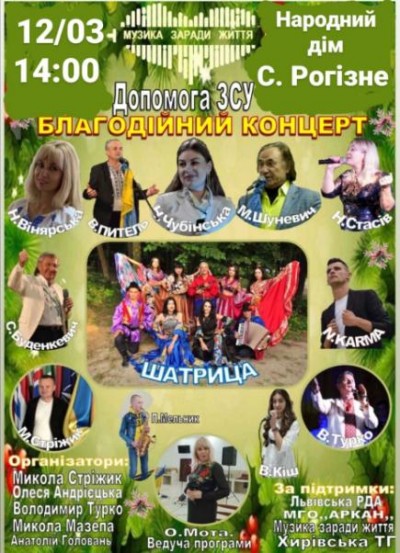 12/03-
14:00
МУЗИКА ЗАРАДИ ЖИТТЯ
Народний
дім
С. Рогізне
Допомога ЗСУ
БЛАГОДІЙНИЙ КОНЦЕРТ
Н.Вінярська
В.ПИТЕЛЬ
Ч.Чубінська
М.Шуневич
Н.Стасів
С.Буденкевич
ШАТРИЦА
N.KARMA
М.Стріжик
П.Мельник
В.Кіш
В.Турко
Організатори:
Микола Стріжик
Олеся Андрієцька
Володимир Турко
Микола Мазепа
Анатолій Головань
О.Мота.
Ведуча програми
За підтримки:
Львівська РДА
МГО,,АРКАН,,
Музика заради життя
Хирівська ТГ